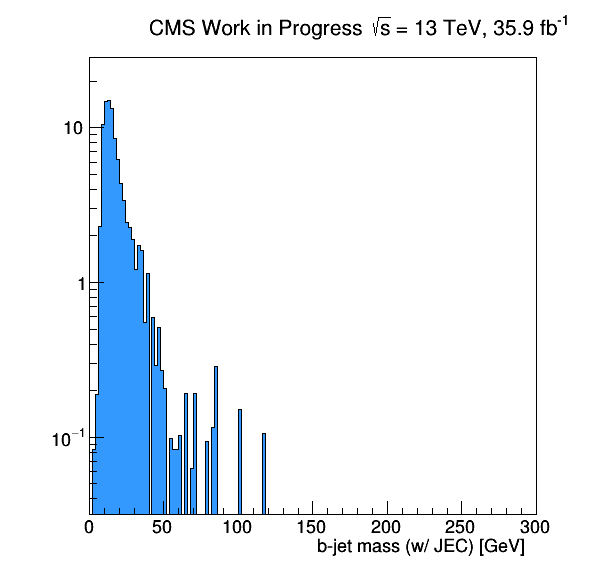 CMS Work in Progress √s = 13 TeV, 35.9 fb⁻¹
10
1
10⁻¹
0 50 100 150 200 250 300
b-jet mass (w/ JEC) [GeV]